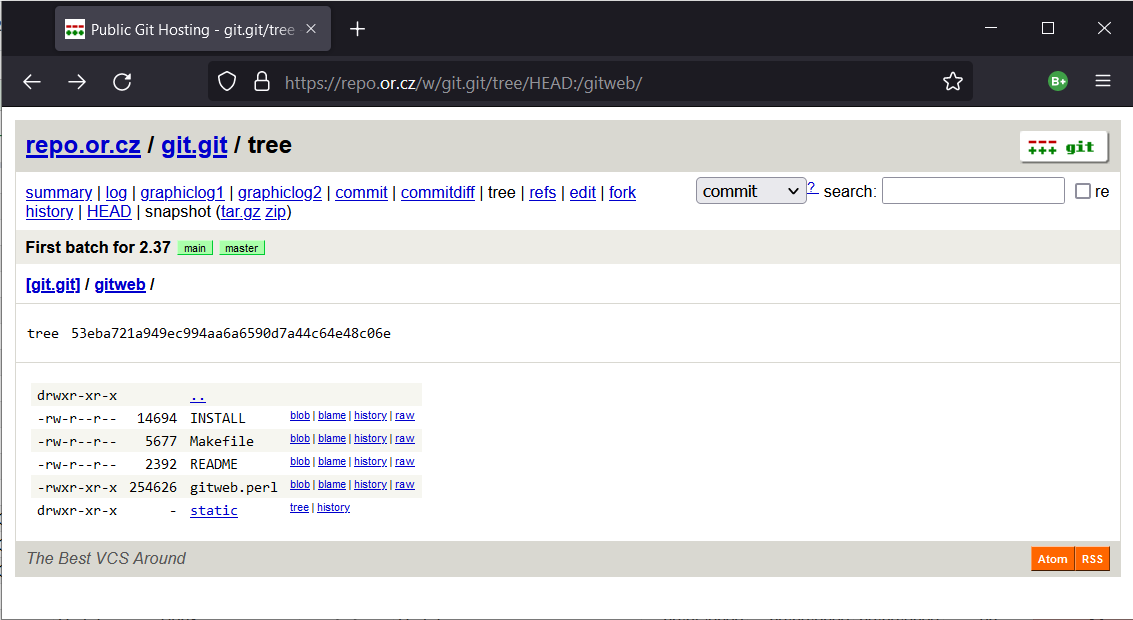 Public Git Hosting - git.git/tree
https://repo.or.cz/w/git.git/tree/HEAD:/gitweb/
B+
repo.or.cz / git.git / tree
git
summary | log | graphiclog1 | graphiclog2 | commit | commitdiff | tree | refs | edit | fork
history | HEAD | snapshot (tar.gz zip)
commit ? search: re
First batch for 2.37 main master
[git.git] / gitweb /
tree 53eba721a949ec994aa6a6590d7a44c64e48c06e
drwxr-xr-x ..
-rw-r--r-- 14694 INSTALL blob | blame | history | raw
-rw-r--r-- 5677 Makefile blob | blame | history | raw
-rw-r--r-- 2392 README blob | blame | history | raw
-rwxr-xr-x 254626 gitweb.perl blob | blame | history | raw
drwxr-xr-x - static tree | history
The Best VCS Around
Atom RSS